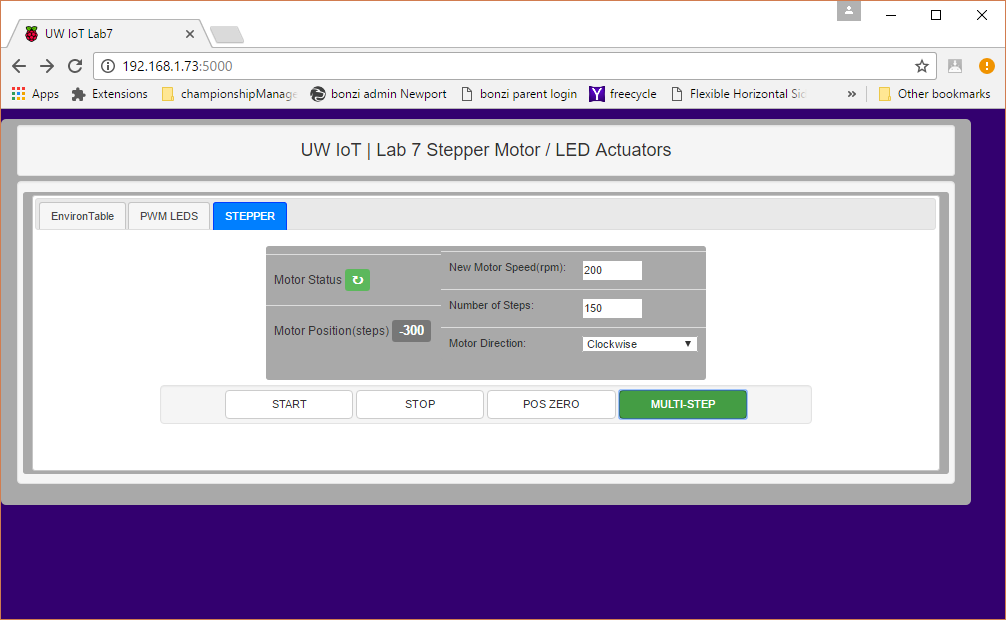 UW IoT Lab7
192.168.1.73:5000
Apps Extensions championshipManage bonzi admin Newport bonzi parent login freecycle Flexible Horizontal Sid » Other bookmarks
UW IoT | Lab 7 Stepper Motor / LED Actuators
EnvironTable PWM LEDS STEPPER
Motor Status
Motor Position(steps) -300
New Motor Speed(rpm): 200
Number of Steps: 150
Motor Direction: Clockwise
START STOP POS ZERO MULTI-STEP